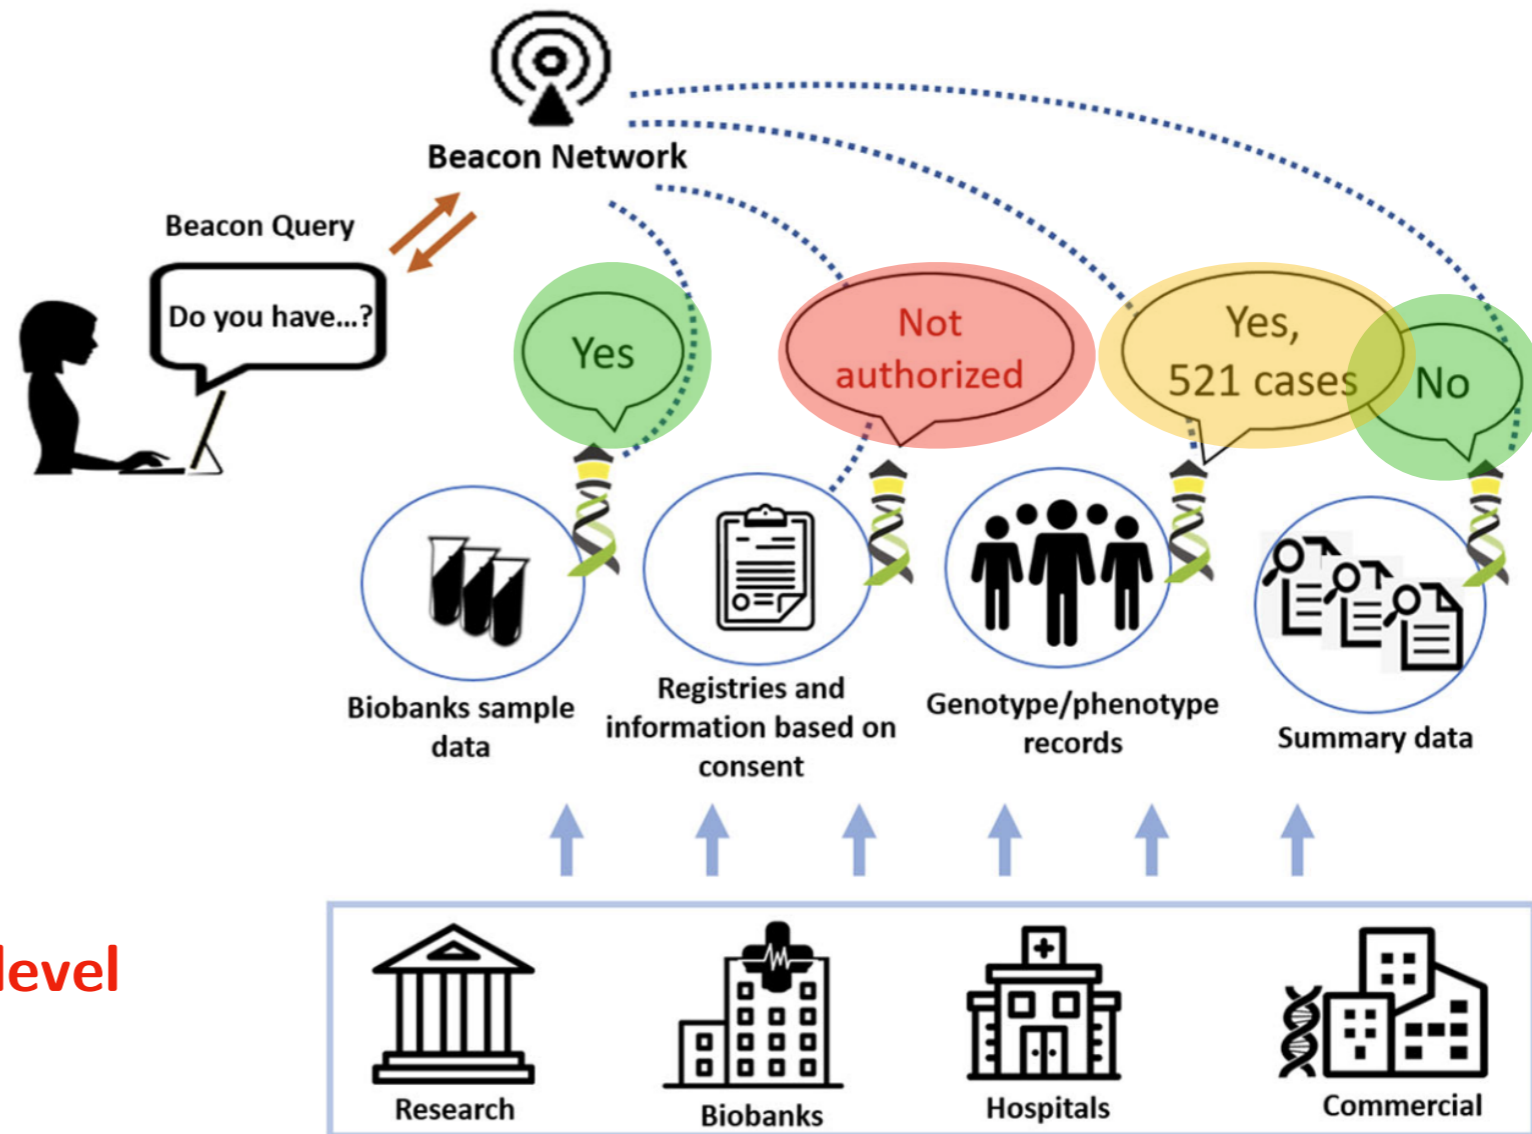 Beacon Network
Beacon Query
Do you have...?
Yes
Not
authorized
Yes,
521 cases
No
Biobanks sample
data
Registries and
information based on
consent
Genotype/phenotype
records
Summary data
level
Research
Biobanks
Hospitals
Commercial